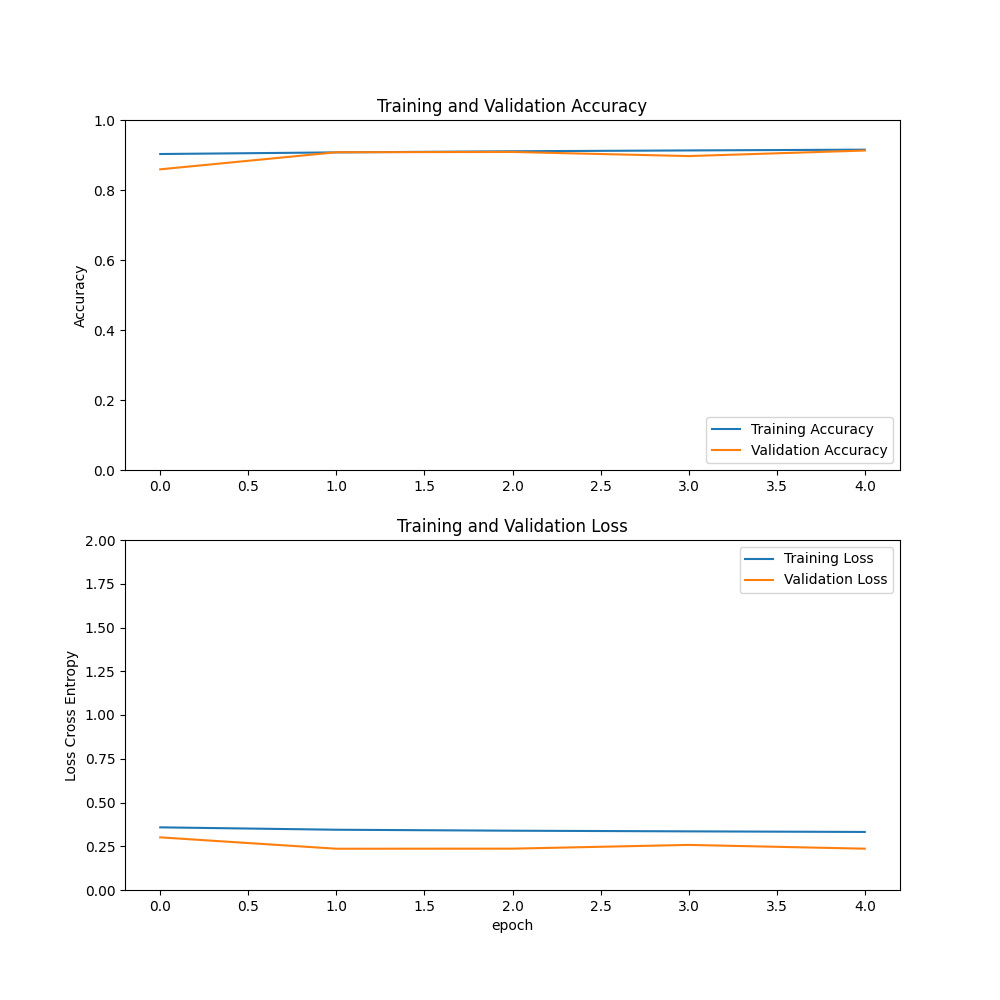 Training and Validation Accuracy
1.0
0.8
0.6
0.4
0.2
0.0
Accuracy
Training Accuracy
Validation Accuracy
0.0 0.5 1.0 1.5 2.0 2.5 3.0 3.5 4.0
Training and Validation Loss
2.00
1.75
1.50
1.25
1.00
0.75
0.50
0.25
0.00
Loss Cross Entropy
Training Loss
Validation Loss
0.0 0.5 1.0 1.5 2.0 2.5 3.0 3.5 4.0
epoch